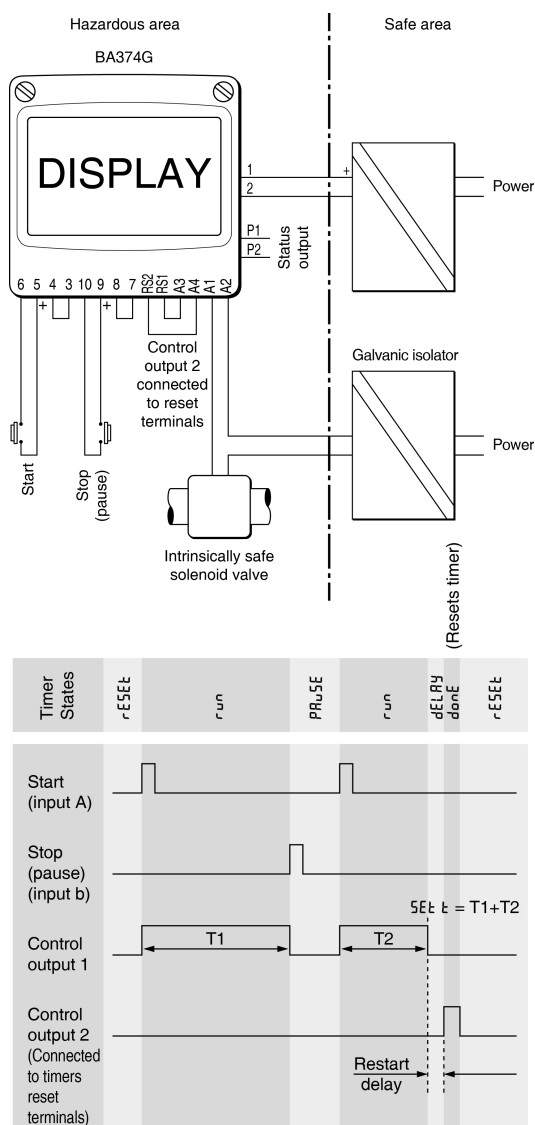 Hazardous area
Safe area
BA374G
DISPLAY
1
2
+
Power
P1
P2
Status
output
6 5 4 3 10 9 8 7 RS2 RS1 A3 A4 A1 A2
+ +
Control
output 2
connected
to reset
terminals
Galvanic isolator
Power
Start
Stop
(pause)
Intrinsically safe
solenoid valve
(Resets timer)
Timer
States
rESEt
run
PAuSE
run
dELAY
donE
rESEt
Start
(input A)
Stop
(pause)
(input b)
SEt t = T1+T2
Control
output 1
T1
T2
Control
output 2
(Connected
to timers
reset
terminals)
Restart
delay